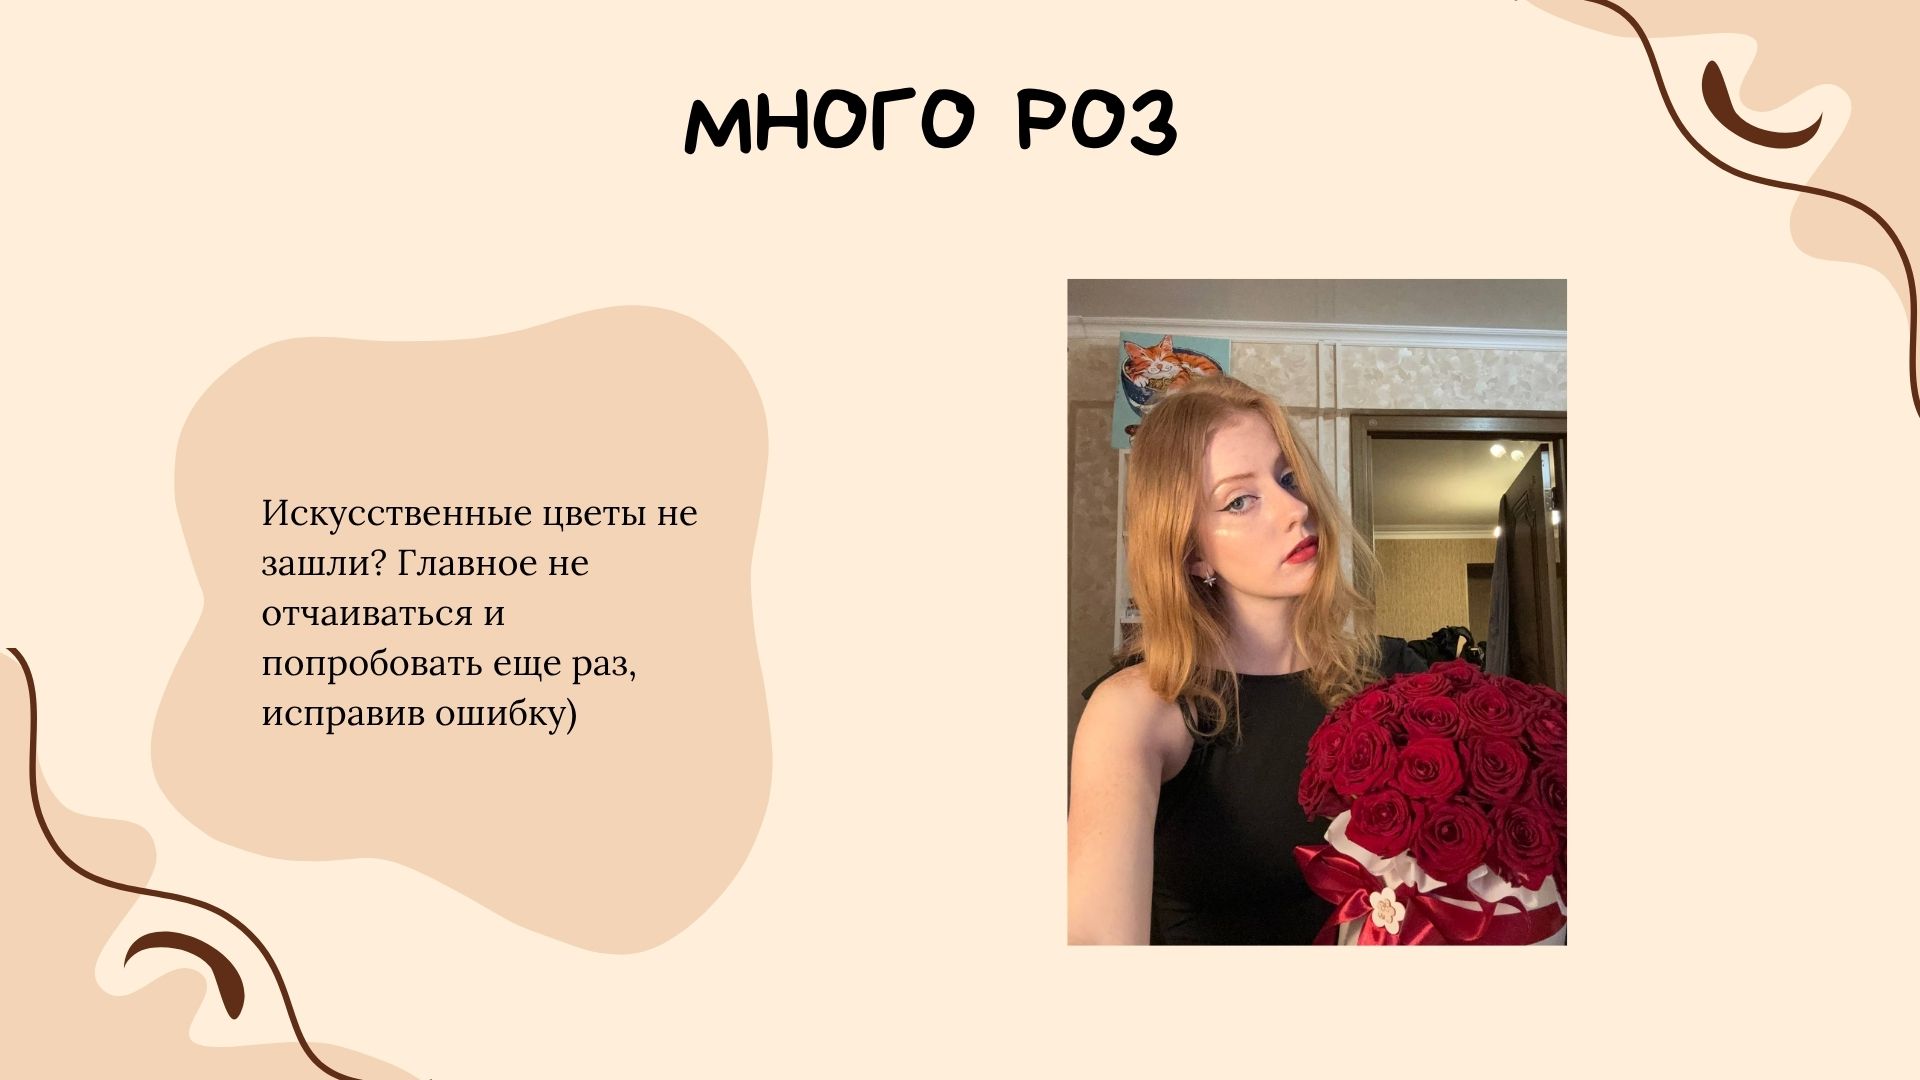 МНОГО РОЗ
Искусственные цветы не
зашли? Главное не
отчаиваться и
попробовать еще раз,
исправив ошибку)